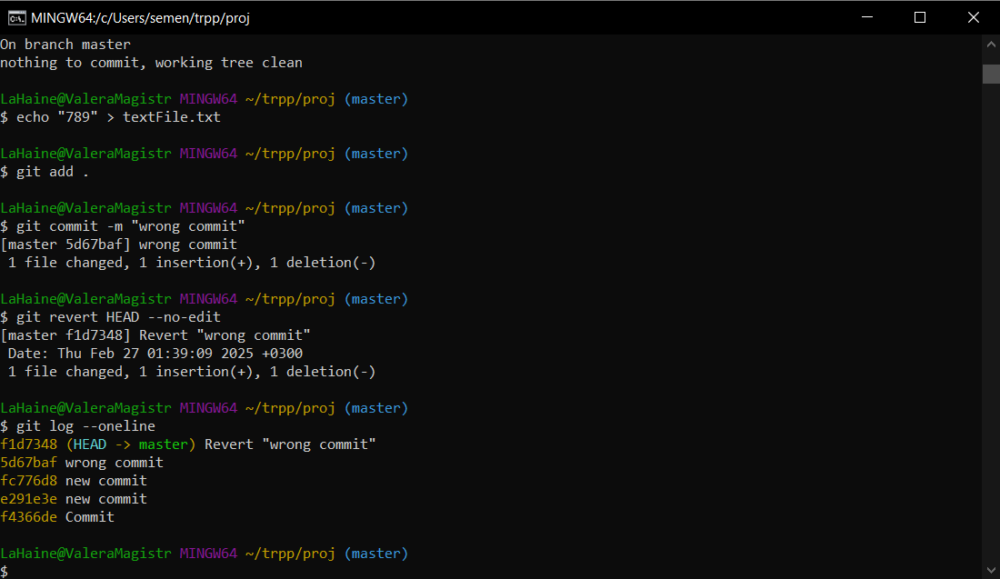 MINGW64:/c/Users/semen/trpp/proj
On branch master
nothing to commit, working tree clean
LaHaine@ValeraMagistr MINGW64 ~/trpp/proj (master)
$ echo "789" > textFile.txt
LaHaine@ValeraMagistr MINGW64 ~/trpp/proj (master)
$ git add .
LaHaine@ValeraMagistr MINGW64 ~/trpp/proj (master)
$ git commit -m "wrong commit"
[master 5d67baf] wrong commit
 1 file changed, 1 insertion(+), 1 deletion(-)
LaHaine@ValeraMagistr MINGW64 ~/trpp/proj (master)
$ git revert HEAD --no-edit
[master f1d7348] Revert "wrong commit"
 Date: Thu Feb 27 01:39:09 2025 +0300
 1 file changed, 1 insertion(+), 1 deletion(-)
LaHaine@ValeraMagistr MINGW64 ~/trpp/proj (master)
$ git log --oneline
f1d7348 (HEAD -> master) Revert "wrong commit"
5d67baf wrong commit
fc776d8 new commit
e291e3e new commit
f4366de Commit
LaHaine@ValeraMagistr MINGW64 ~/trpp/proj (master)
$